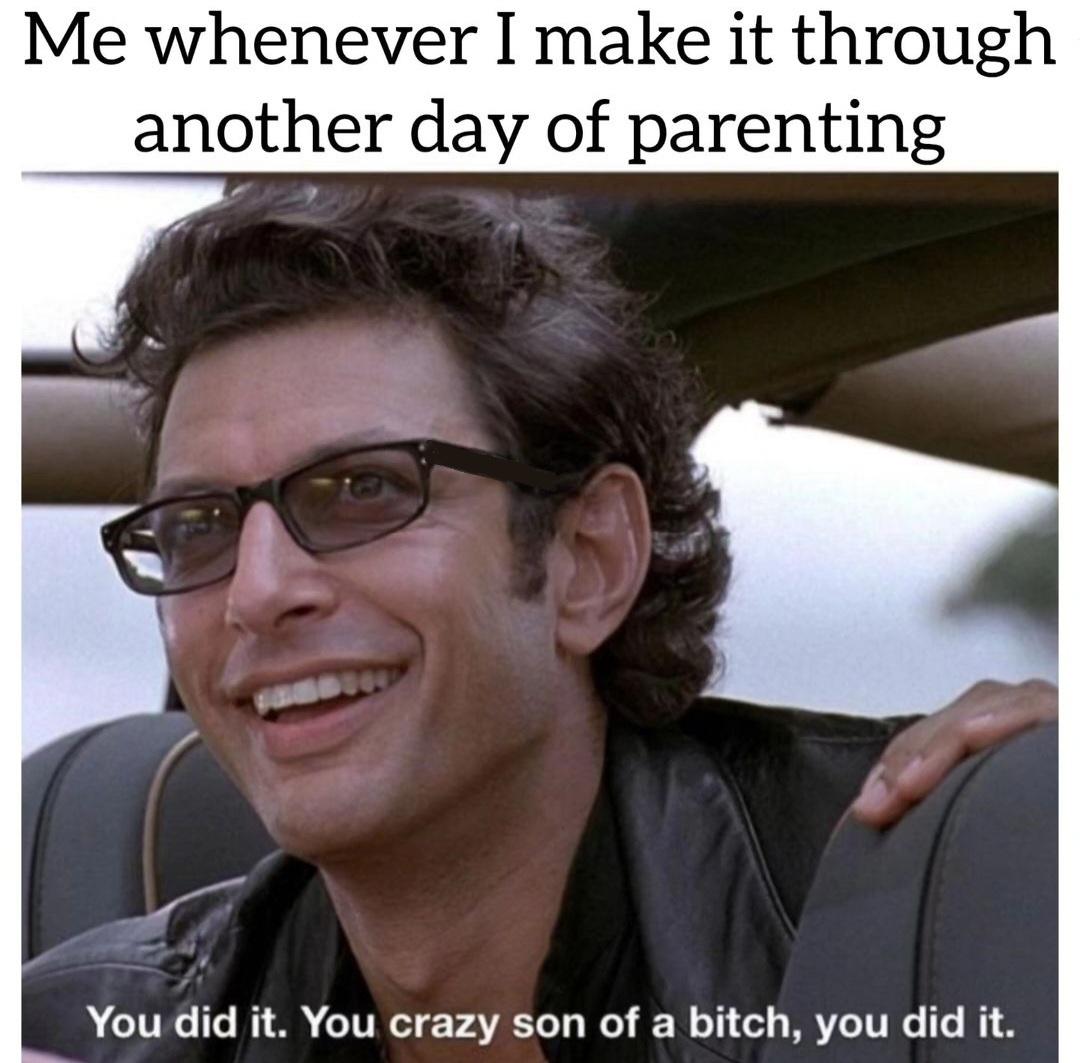 Me whenever I make it through
another day of parenting
You did it. You crazy son of a bitch, you did it.